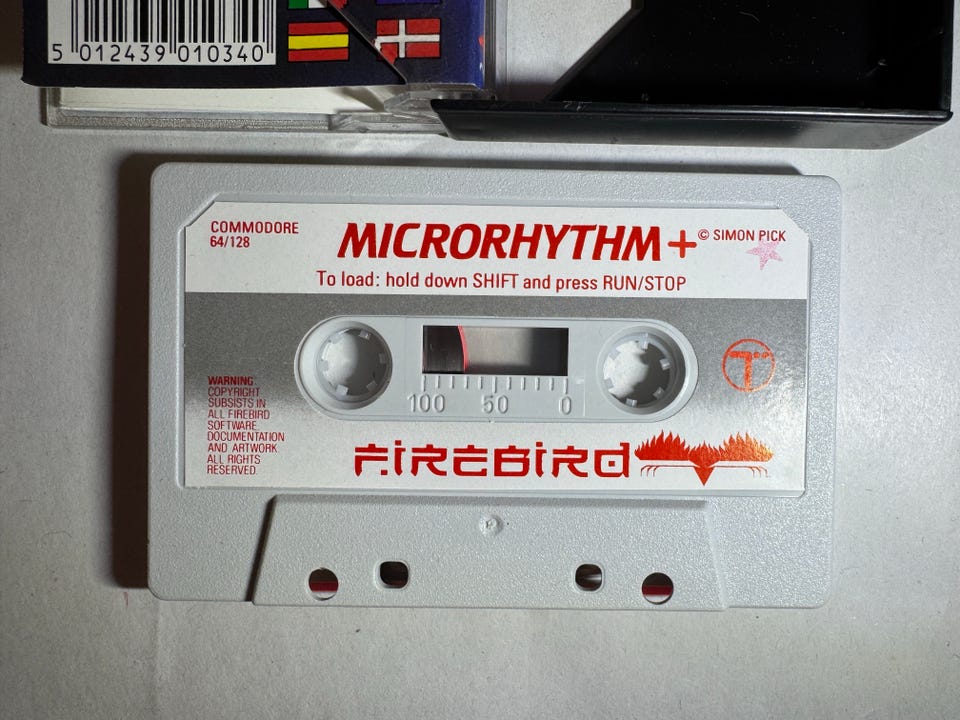 5 012439 010340
COMMODORE
64/128
MICRORHYTHM+
© SIMON PICK
To load: hold down SHIFT and press RUN/STOP
100 50 0
T
WARNING:
COPYRIGHT
SUBSISTS IN
ALL FIREBIRD
SOFTWARE,
DOCUMENTATION
AND ARTWORK.
ALL RIGHTS
RESERVED.
FIREBIRD
P